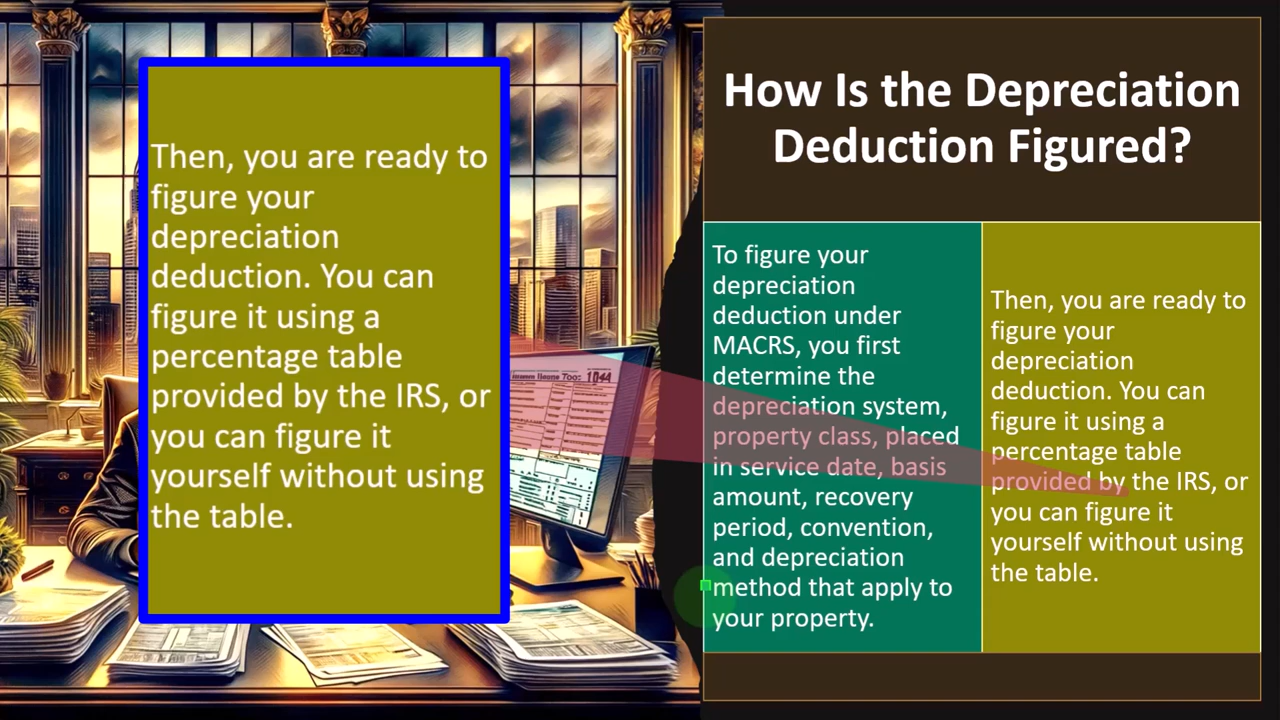 Then, you are ready to
figure your
depreciation
deduction. You can
figure it using a
percentage table
provided by the IRS, or
you can figure it
yourself without using
the table.
How Is the Depreciation
Deduction Figured?
To figure your
depreciation
deduction under
MACRS, you first
determine the
depreciation system,
property class, placed
in service date, basis
amount, recovery
period, convention,
and depreciation
method that apply to
your property.
Then, you are ready to
figure your
depreciation
deduction. You can
figure it using a
percentage table
provided by the IRS, or
you can figure it
yourself without using
the table.